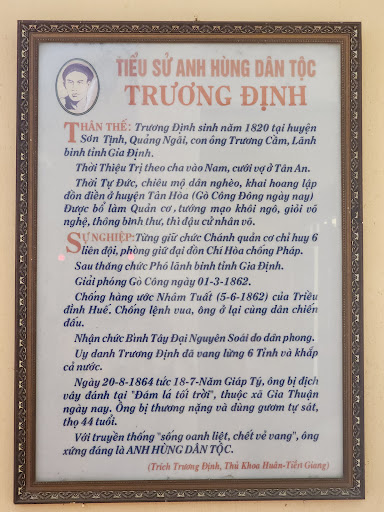 TIỂU SỬ ANH HÙNG DÂN TỘC
TRƯƠNG ĐỊNH
THÂN THẾ: Trương Định sinh năm 1820 tại huyện
Sơn Tịnh, Quảng Ngãi, con ông Trương Cầm, Lãnh
binh tỉnh Gia Định.
Thời Thiệu Trị theo cha vào Nam, cưới vợ ở Tân An.
Thời Tự Đức, chiêu mộ dân nghèo, khai hoang lập
đồn điền ở huyện Tân Hòa (Gò Công Đông ngày nay)
Được bổ làm Quản cơ, tướng mạo khôi ngô, giỏi võ
nghệ, thông binh thư, thi đậu cử nhân võ.
SỰ NGHIỆP: Từng giữ chức Chánh quản cơ chỉ huy 6
liên đội, phòng giữ đại đồn Chí Hòa chống Pháp.
Sau thăng chức Phó lãnh binh tỉnh Gia Định.
Giải phóng Gò Công ngày 01-3-1862.
Chống hàng ước Nhâm Tuất (5-6-1862) của Triều
đình Huế. Chống lệnh vua, ông ở lại cùng dân chiến
đấu.
Nhận chức Bình Tây Đại Nguyên Soái do dân phong.
Uy danh Trương Định đã vang lừng 6 Tỉnh và khắp
cả nước.
Ngày 20-8-1864 tức 18-7-Năm Giáp Tý, ông bị địch
vây đánh tại "Đám lá tối trời", thuộc xã Gia Thuận
ngày nay. Ông bị thương nặng và dùng gươm tự sát,
thọ 44 tuổi.
Với truyền thống "sống oanh liệt, chết vẻ vang", ông
xứng đáng là ANH HÙNG DÂN TỘC.
(Trích Trương Định, Thủ Khoa Huân-Tiền Giang)